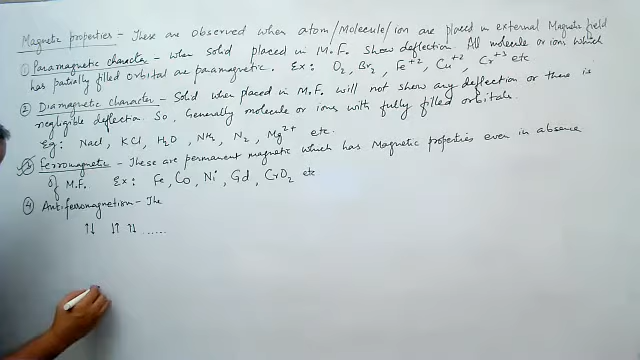 Magnetic properties - These are observed when atom/Molecule/ion are placed in external Magnetic field
① Paramagnetic character - When solid placed in M.F. show deflection. All molecule or ions which
has partially filled orbital are paramagnetic. Ex: O₂, Br₂, Fe⁺², Cu⁺², Cr⁺³ etc
② Diamagnetic character - Solid when placed in M.F. will not show any deflection or there is
negligible deflection. So, Generally molecule or ions with fully filled orbitals.
Eg: NaCl, KCl, H₂O, NH₃, N₂, Mg²⁺ etc.
③ Ferromagnetic - These are permanent magnetic which has Magnetic properties even in absence
of M.F. Ex: Fe, Co, Ni, Gd, CrO₂ etc
④ Antiferromagnetism - The
↑↓ ↓↑ ↑↓ ......